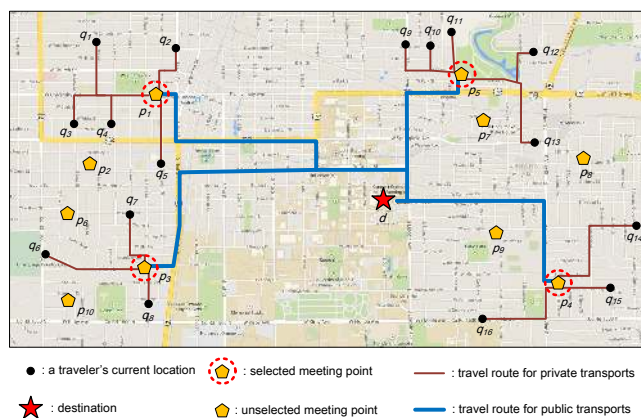 q1
q2
q9
q10
q11
q12
p5
p1
q3
q4
p7
q13
p8
q5
p2
q7
p6
d
q14
q6
p9
p3
p4
q15
q8
p10
q16
: a traveler's current location
: selected meeting point
: travel route for private transports
: destination
: unselected meeting point
: travel route for public transports